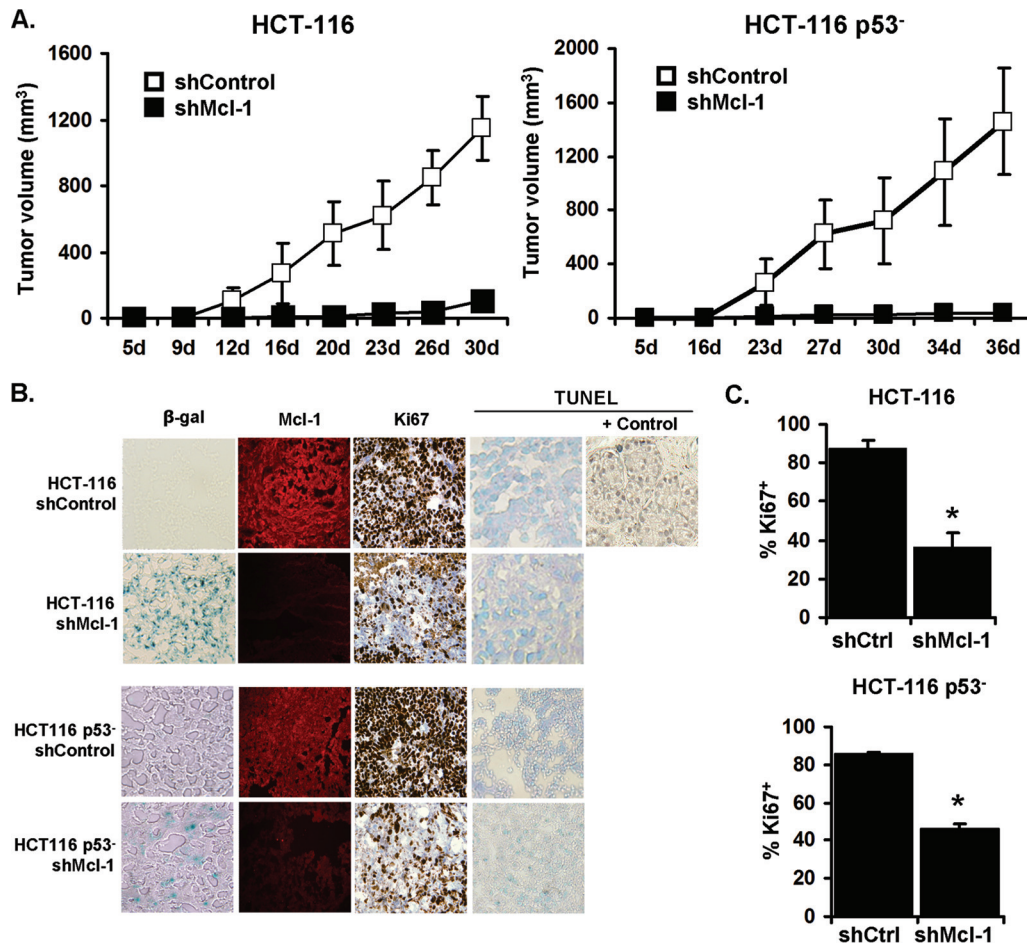 A.
HCT-116
Tumor volume (mm³)
1600
1200
800
400
0
shControl
shMcl-1
5d 9d 12d 16d 20d 23d 26d 30d
HCT-116 p53⁻
Tumor volume (mm³)
2000
1600
1200
800
400
0
shControl
shMcl-1
5d 16d 23d 27d 30d 34d 36d
B.
TUNEL
β-gal Mcl-1 Ki67 + Control
HCT-116
shControl
HCT-116
shMcl-1
HCT116 p53⁻
shControl
HCT116 p53⁻
shMcl-1
C.
HCT-116
% Ki67⁺
100
80
60
40
20
0
*
shCtrl shMcl-1
HCT-116 p53⁻
% Ki67⁺
100
80
60
40
20
0
*
shCtrl shMcl-1